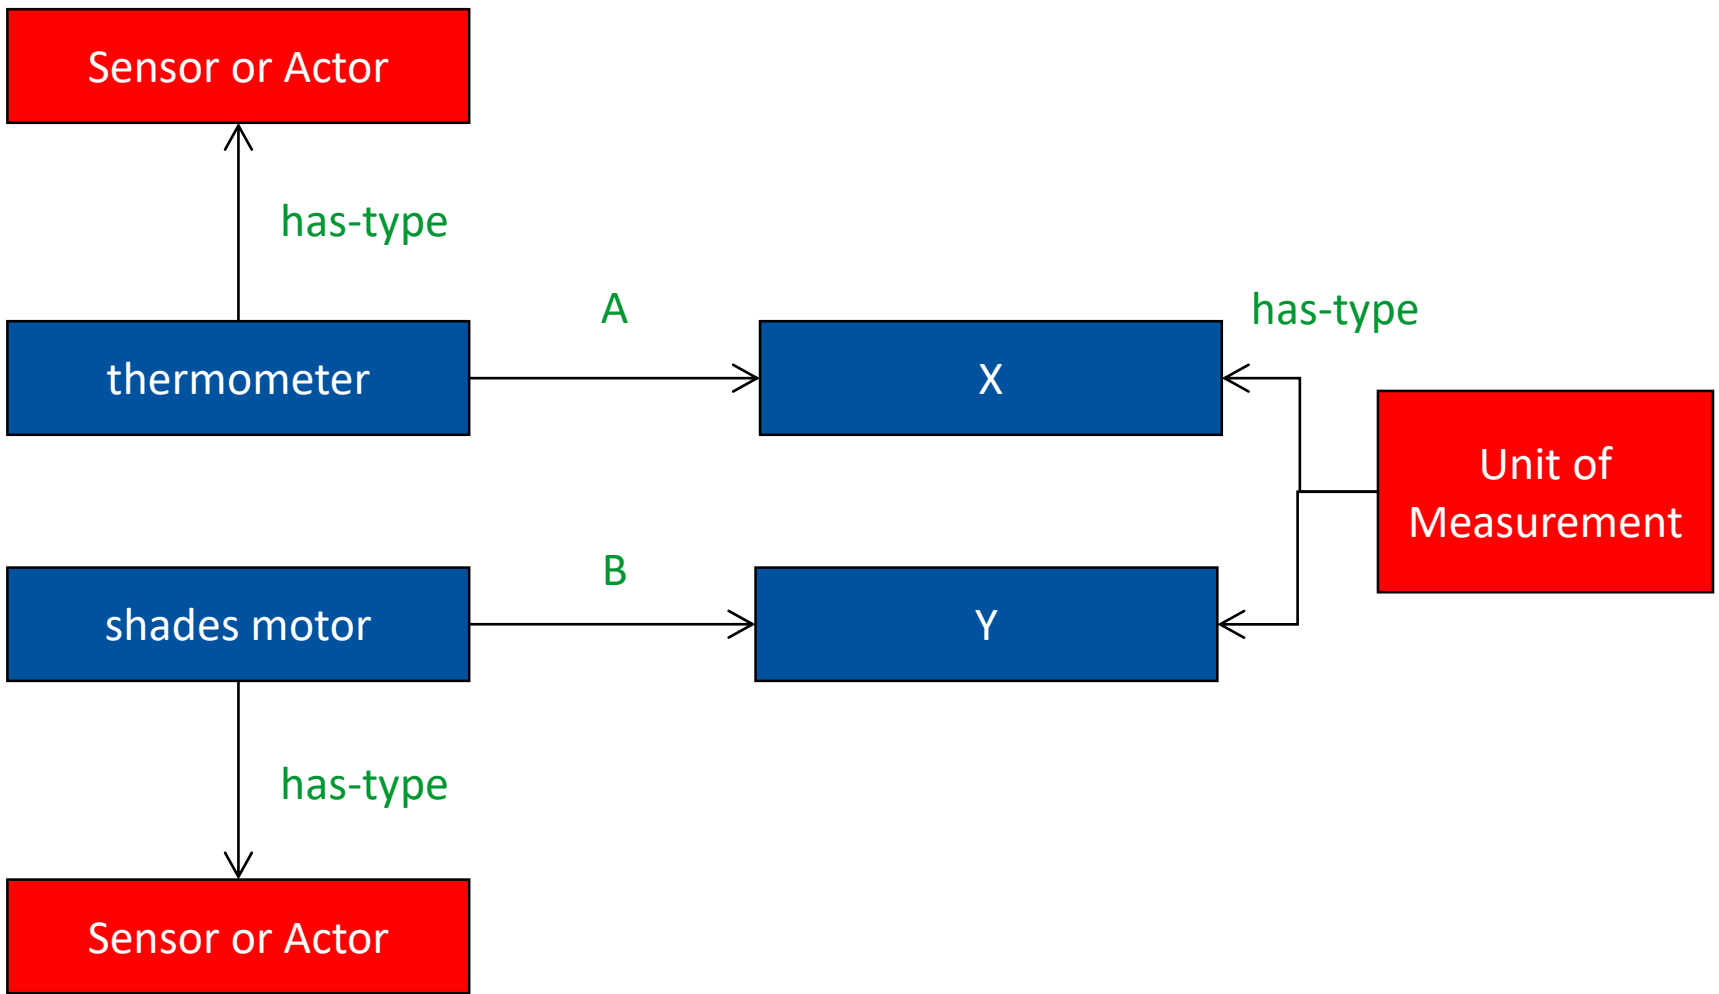 Sensor or Actor
has-type
A
has-type
thermometer
X
Unit of
Measurement
B
shades motor
Y
has-type
Sensor or Actor